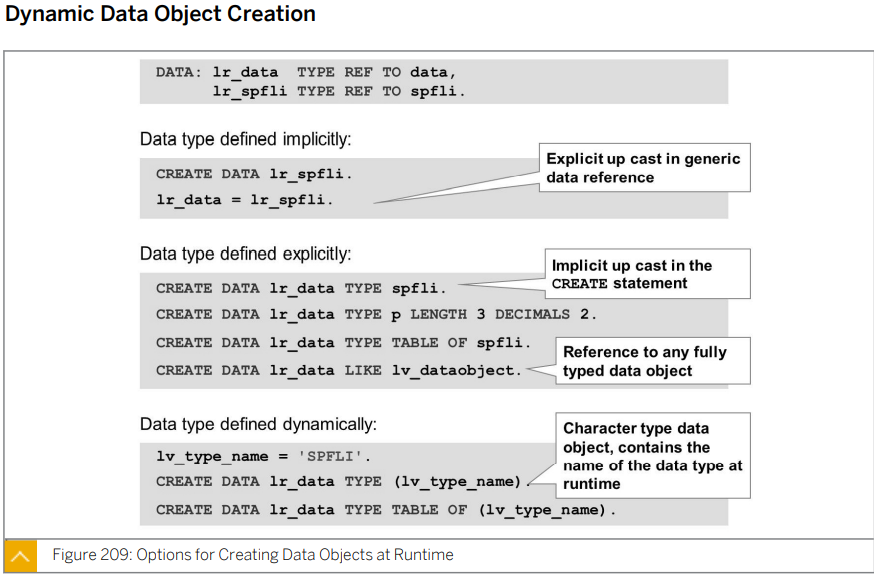 Dynamic Data Object Creation
DATA: lr_data TYPE REF TO data,
lr_spfli TYPE REF TO spfli.
Data type defined implicitly:
CREATE DATA lr_spfli.
lr_data = lr_spfli.
Explicit up cast in generic
data reference
Data type defined explicitly:
CREATE DATA lr_data TYPE spfli.
CREATE DATA lr_data TYPE p LENGTH 3 DECIMALS 2.
CREATE DATA lr_data TYPE TABLE OF spfli.
CREATE DATA lr_data LIKE lv_dataobject.
Implicit up cast in the
CREATE statement
Reference to any fully
typed data object
Data type defined dynamically:
lv_type_name = 'SPFLI'.
CREATE DATA lr_data TYPE (lv_type_name).
CREATE DATA lr_data TYPE TABLE OF (lv_type_name).
Character type data
object, contains the
name of the data type at
runtime
Figure 209: Options for Creating Data Objects at Runtime